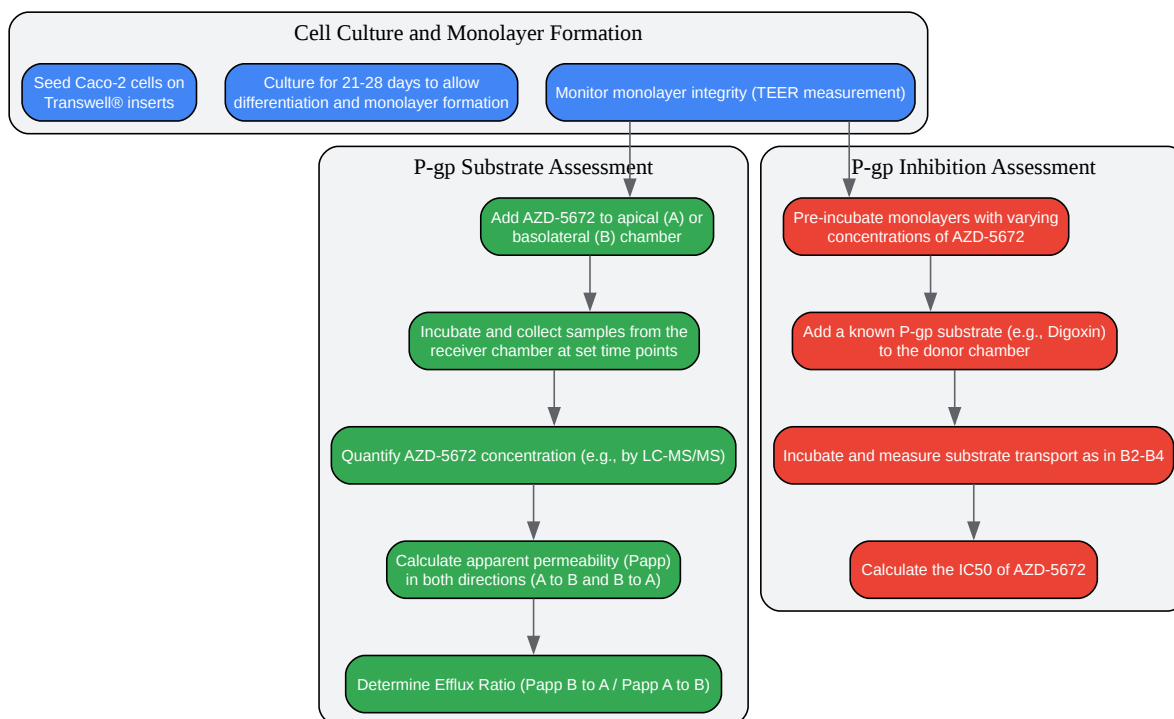 Cell Culture and Monolayer Formation
Seed Caco-2 cells on
Transwell® inserts
Culture for 21-28 days to allow
differentiation and monolayer formation
Monitor monolayer integrity (TEER measurement)
P-gp Substrate Assessment
Add AZD-5672 to apical (A) or
basolateral (B) chamber
Incubate and collect samples from the
receiver chamber at set time points
Quantify AZD-5672 concentration (e.g., by LC-MS/MS)
Calculate apparent permeability (Papp)
in both directions (A to B and B to A)
Determine Efflux Ratio (Papp B to A / Papp A to B)
P-gp Inhibition Assessment
Pre-incubate monolayers with varying
concentrations of AZD-5672
Add a known P-gp substrate (e.g., Digoxin)
to the donor chamber
Incubate and measure substrate transport as in B2-B4
Calculate the IC50 of AZD-5672